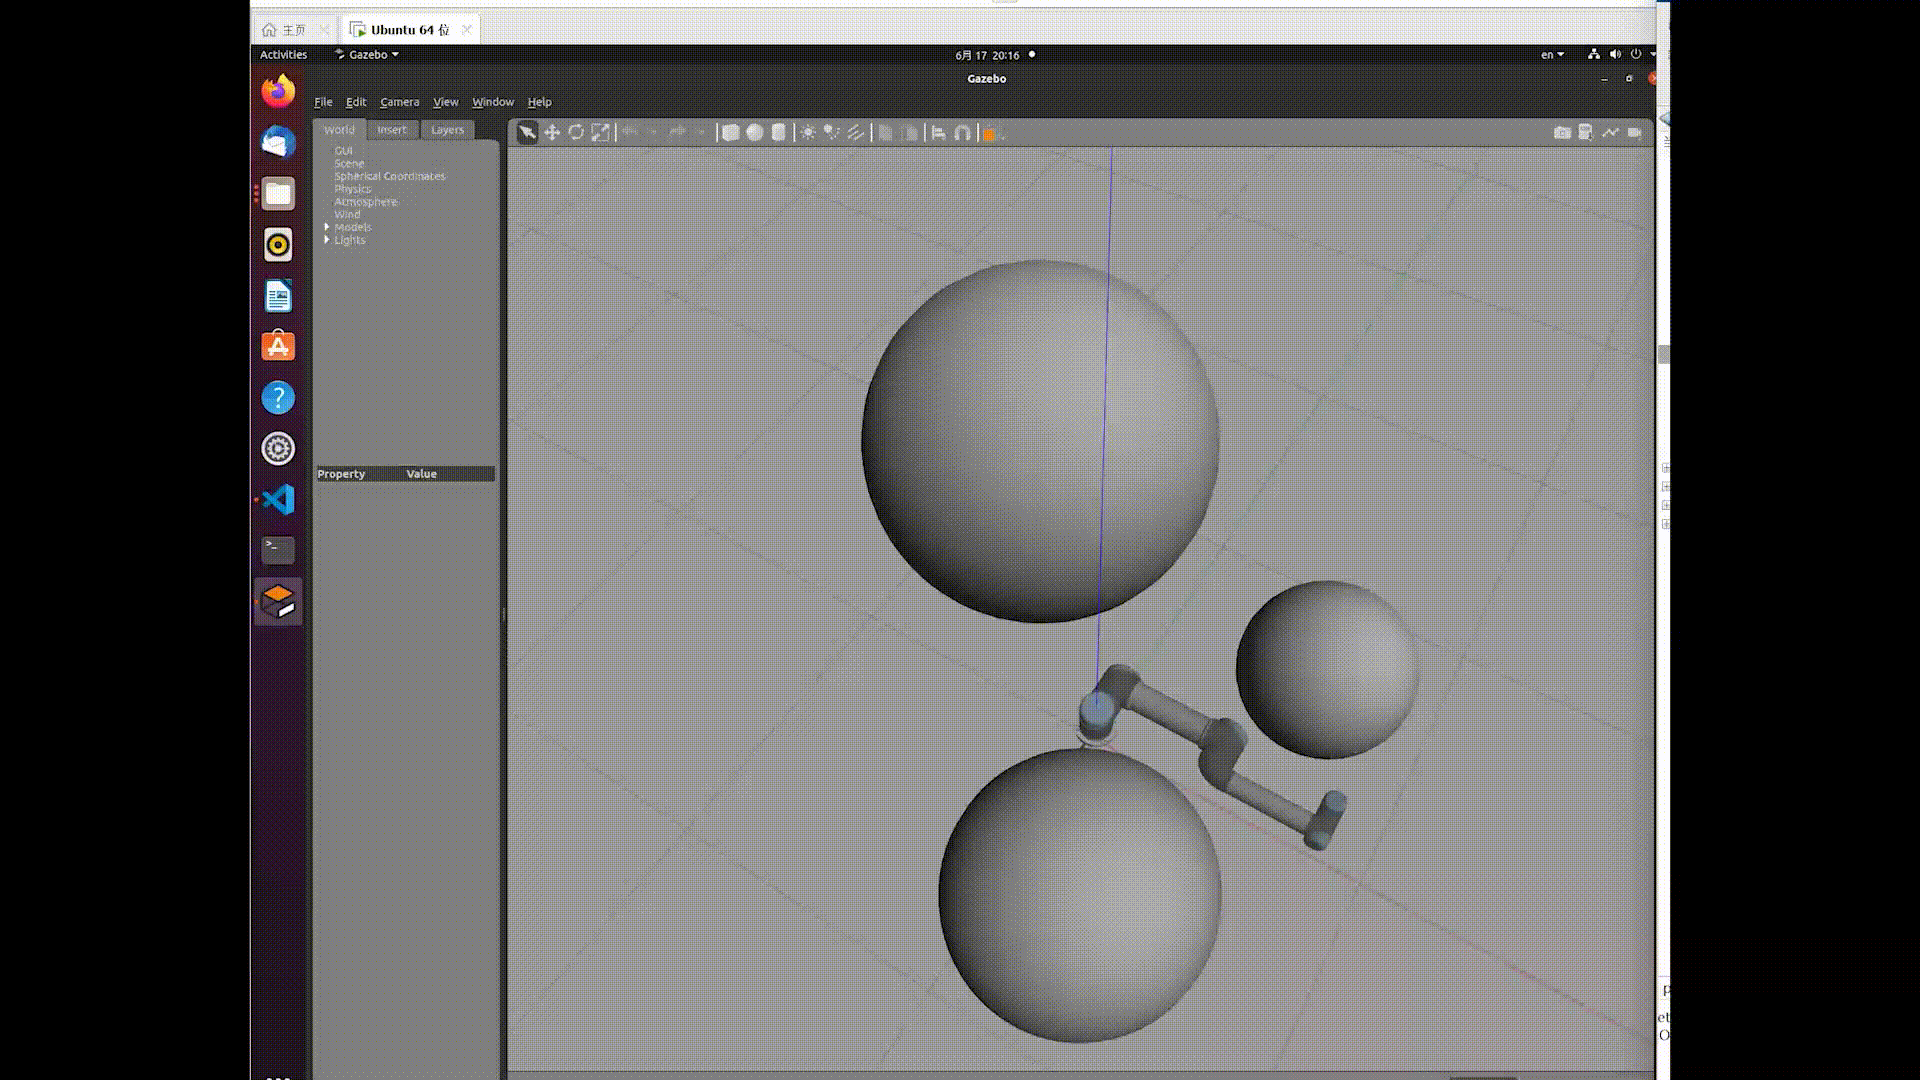 主页
Ubuntu 64 位
Activities
Gazebo
6月 17 20:16
en
Gazebo
File Edit Camera View Window Help
World Insert Layers
GUI
Scene
Spherical Coordinates
Physics
Atmosphere
Wind
Models
Lights
Property Value